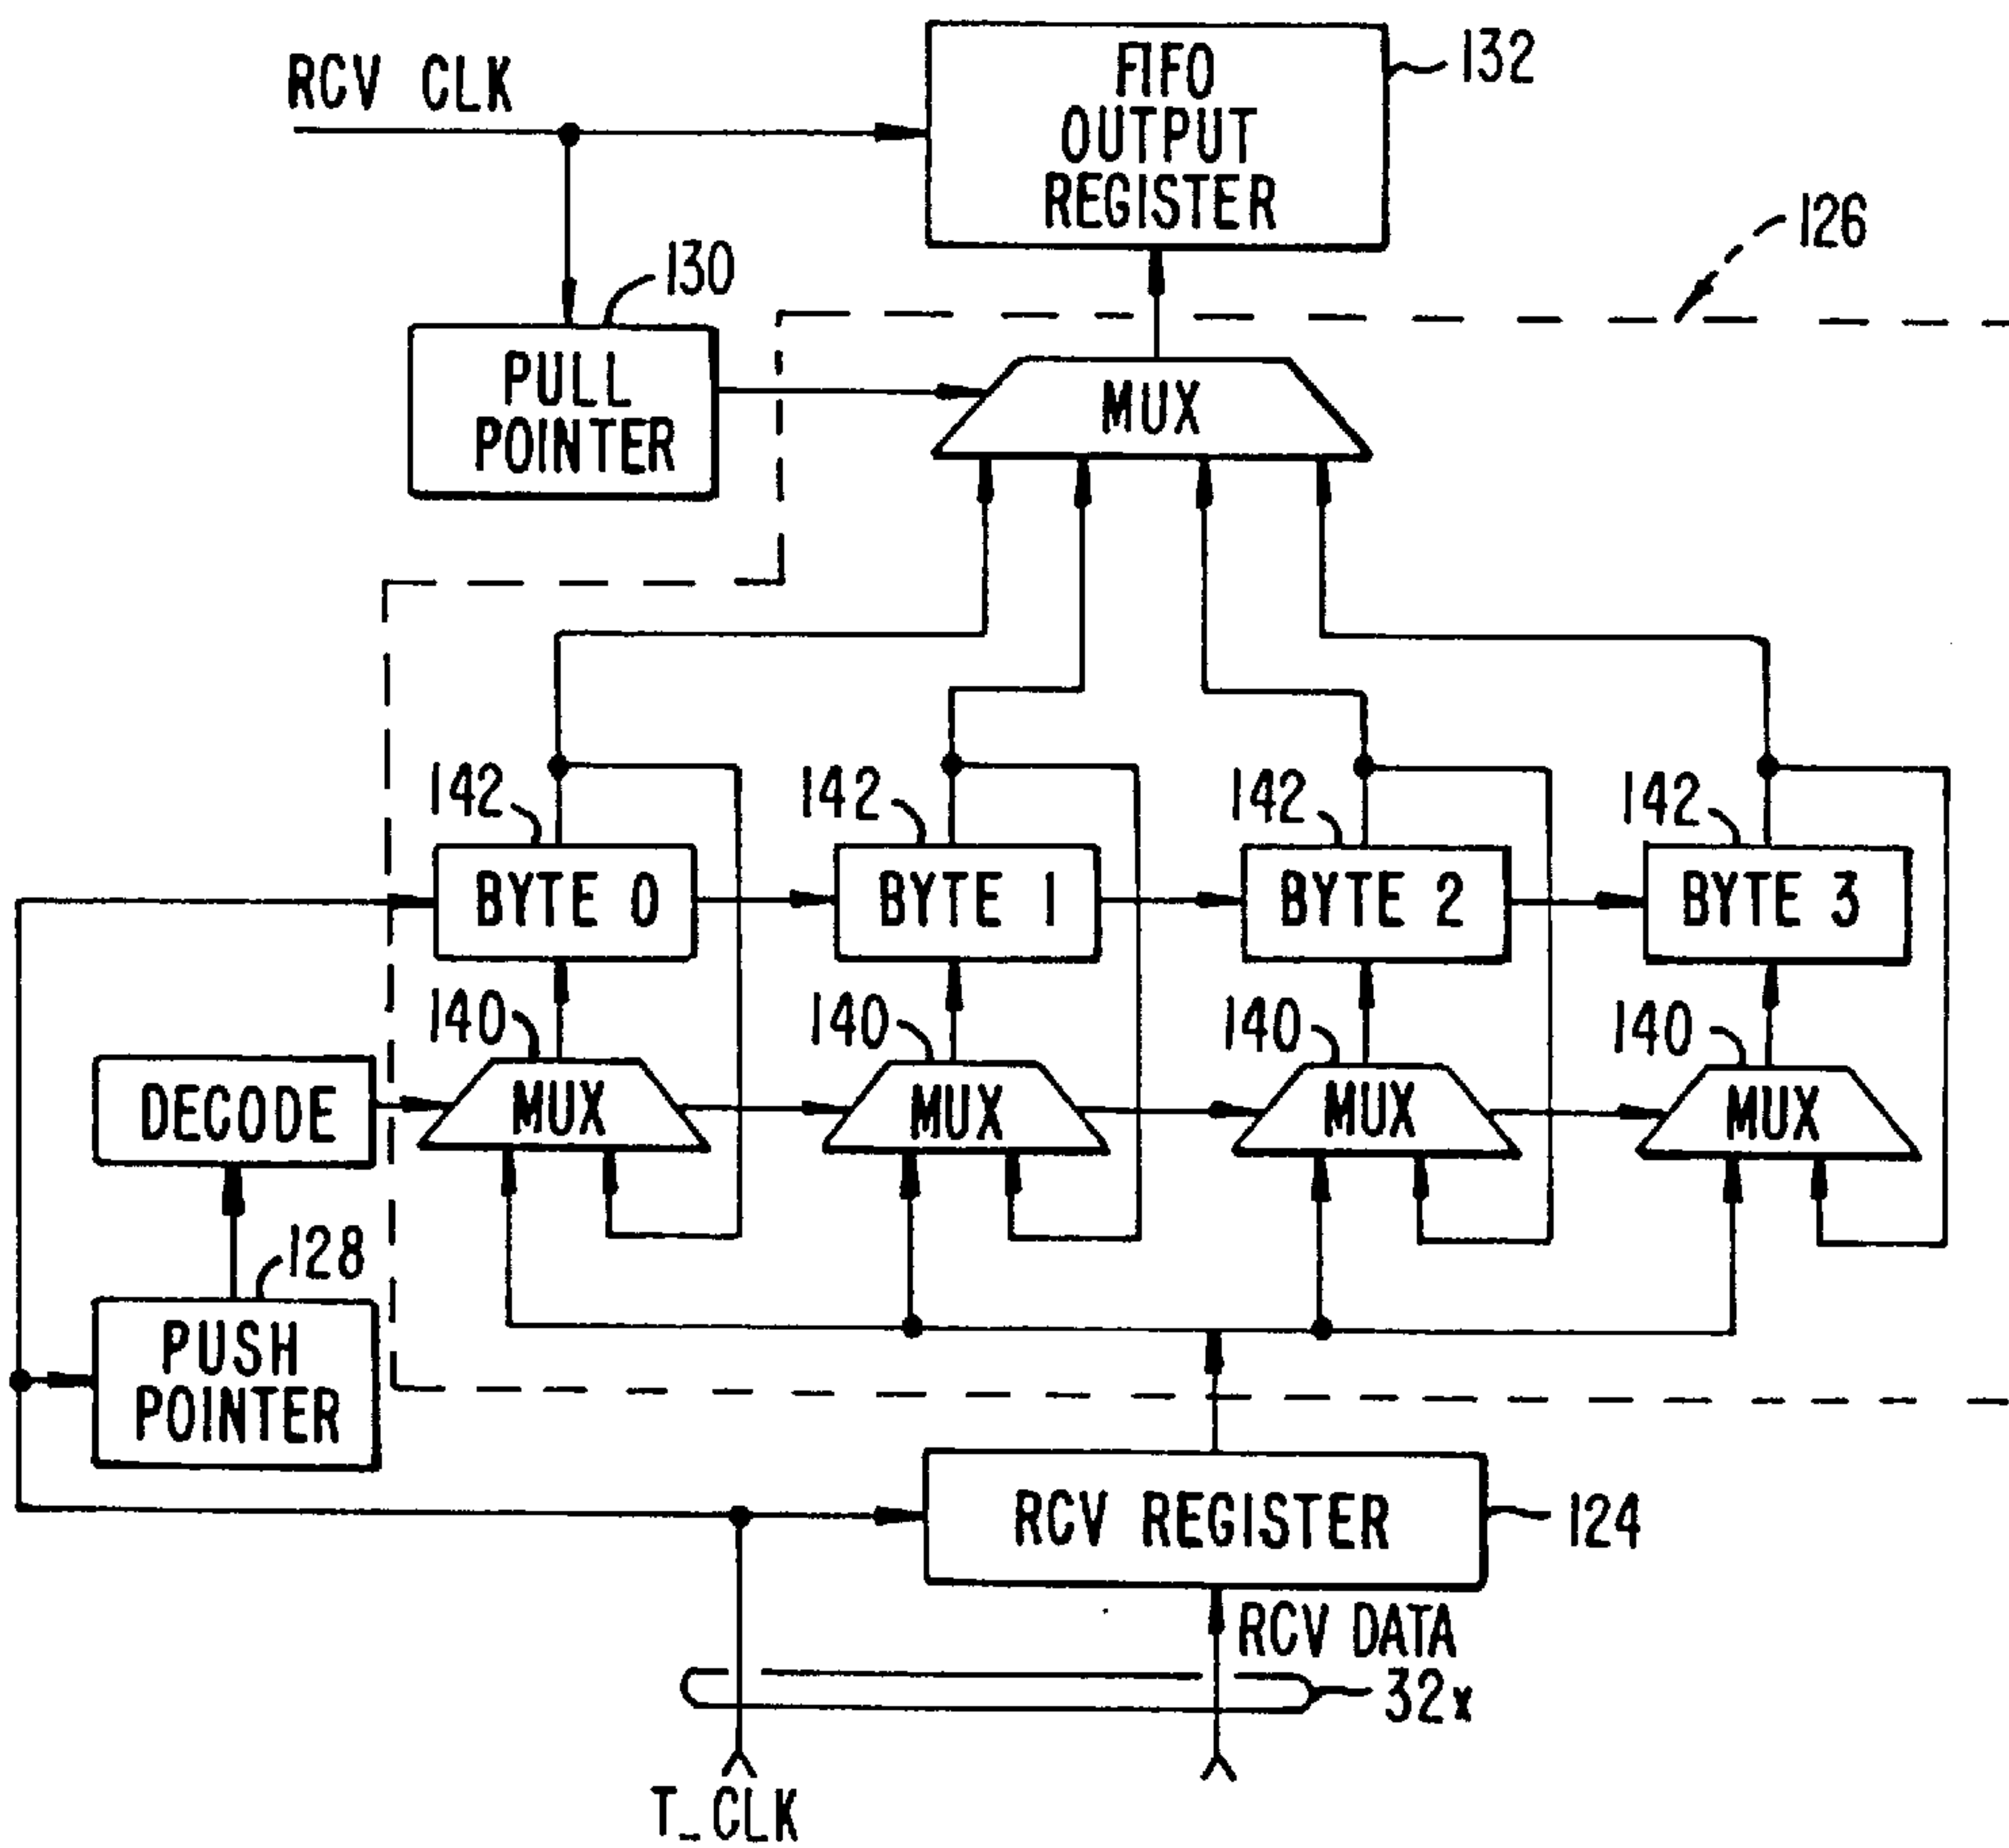 RCV CLK
FIFO
OUTPUT
REGISTER
132
126
130
PULL
POINTER
MUX
142
142
142
142
BYTE 0
BYTE 1
BYTE 2
BYTE 3
140
140
140
140
DECODE
MUX
MUX
MUX
MUX
128
PUSH
POINTER
RCV REGISTER
124
RCV DATA
32x
T_CLK